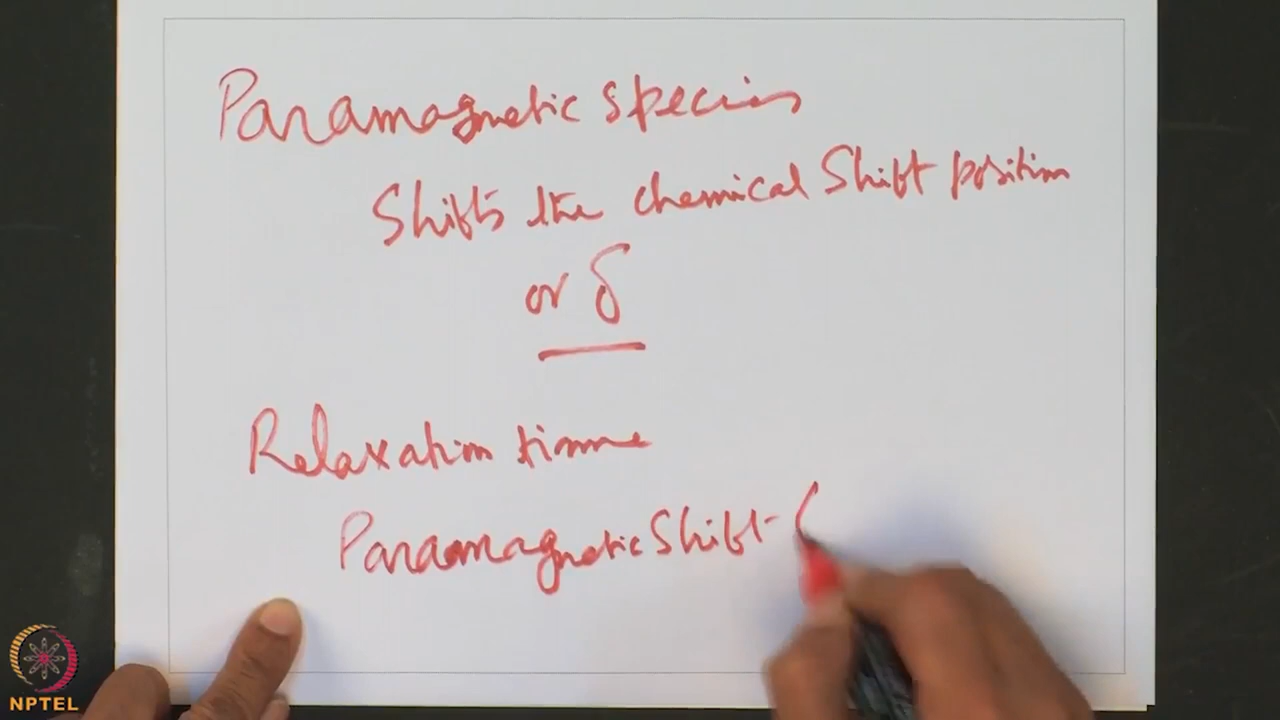 Paramagnetic species
Shifts the chemical Shift position
or δ
Relaxation time
Paramagnetic Shift (
NPTEL